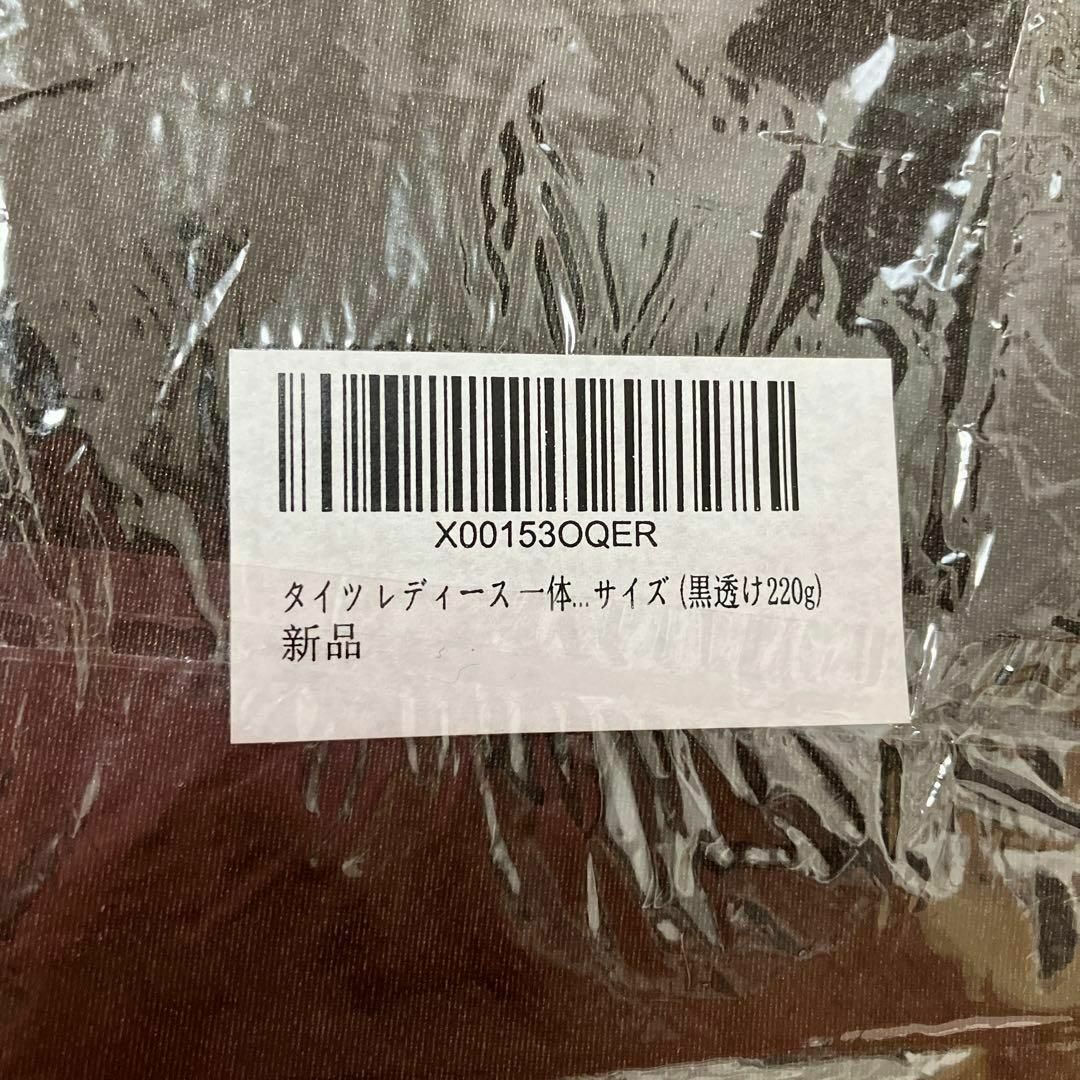 X00153OQER
タイツ レディース 一体...サイズ (黒透け220g)
新品